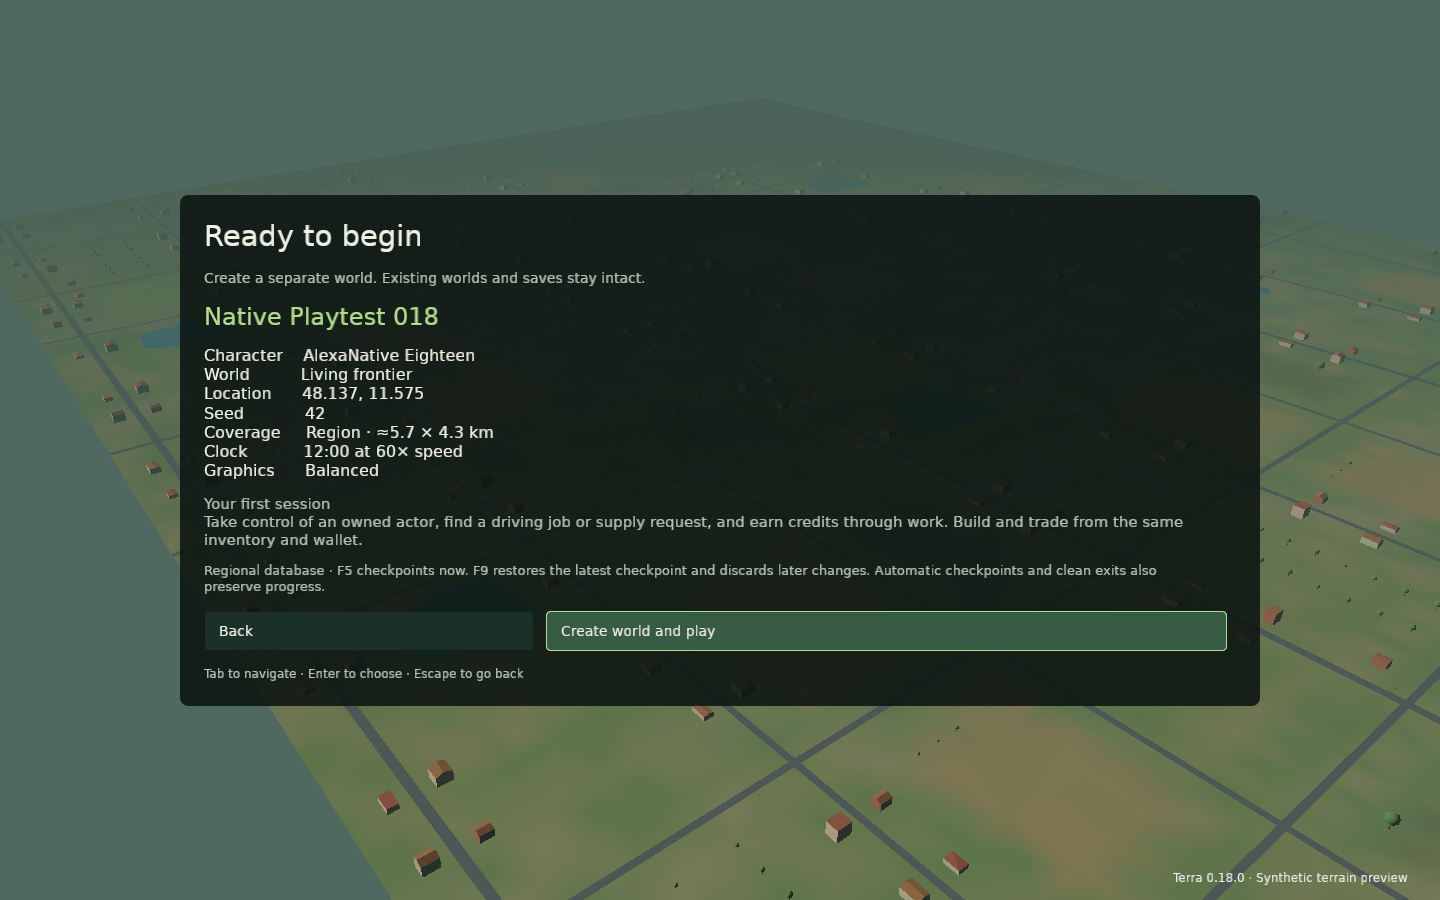 Ready to begin
Create a separate world. Existing worlds and saves stay intact.
Native Playtest 018
Character AlexaNative Eighteen
World Living frontier
Location 48.137, 11.575
Seed 42
Coverage Region · ≈5.7 × 4.3 km
Clock 12:00 at 60× speed
Graphics Balanced
Your first session
Take control of an owned actor, find a driving job or supply request, and earn credits through work. Build and trade from the same
inventory and wallet.
Regional database · F5 checkpoints now. F9 restores the latest checkpoint and discards later changes. Automatic checkpoints and clean exits also
preserve progress.
Back
Create world and play
Tab to navigate · Enter to choose · Escape to go back
Terra 0.18.0 · Synthetic terrain preview